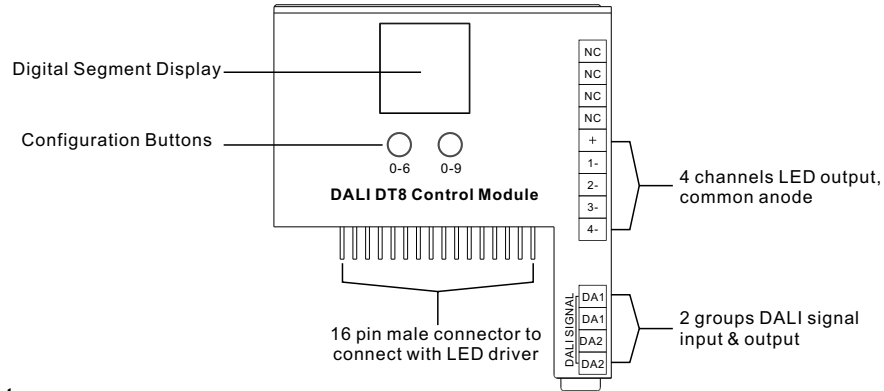 Digital Segment Display
Configuration Buttons
0-6
0-9
DALI DT8 Control Module
NC
NC
NC
NC
+
1-
2-
3-
4-
4 channels LED output,
common anode
DALI SIGNAL
DA1
DA1
DA2
DA2
2 groups DALI signal
input & output
16 pin male connector to
connect with LED driver